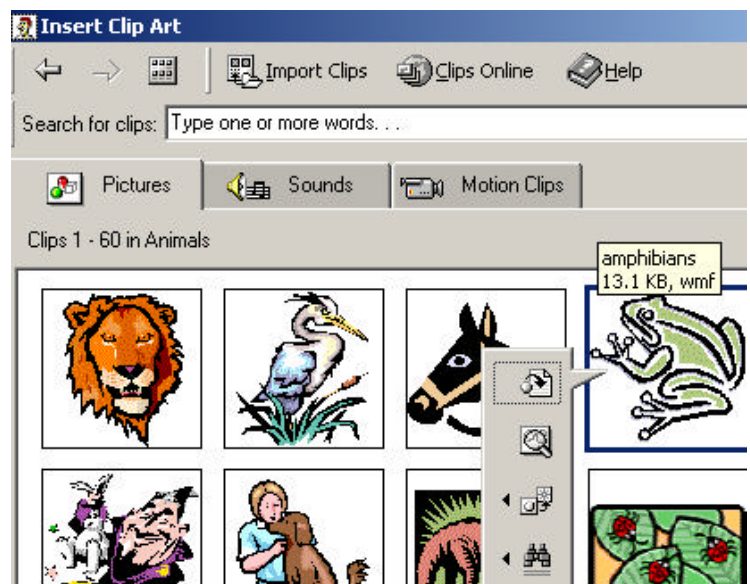 Insert Clip Art
Import Clips Clips Online Help
Search for clips: Type one or more words. . .
Pictures Sounds Motion Clips
Clips 1 - 60 in Animals
amphibians
13.1 KB, wmf